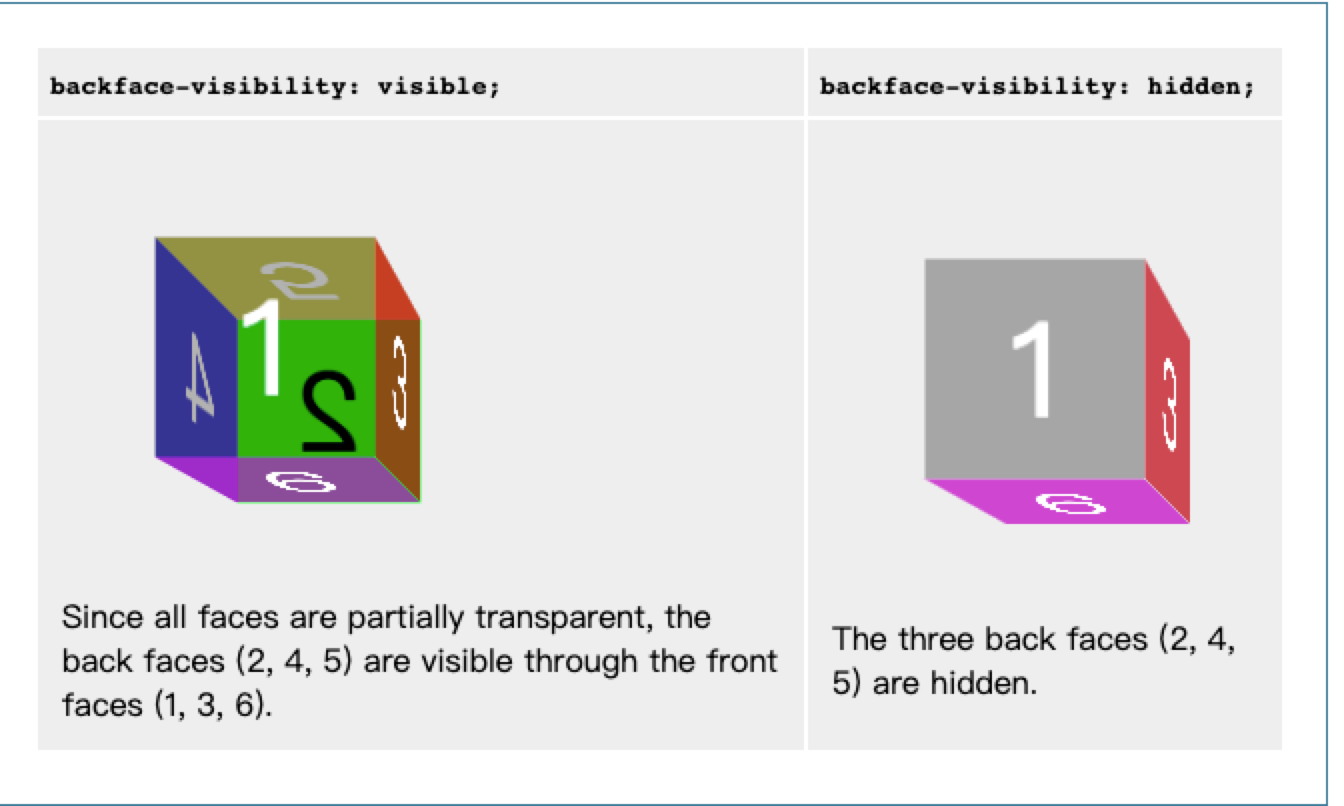 backface-visibility: visible;
backface-visibility: hidden;
5
1
4
2
3
6
Since all faces are partially transparent, the
back faces (2, 4, 5) are visible through the front
faces (1, 3, 6).
1
3
6
The three back faces (2, 4,
5) are hidden.